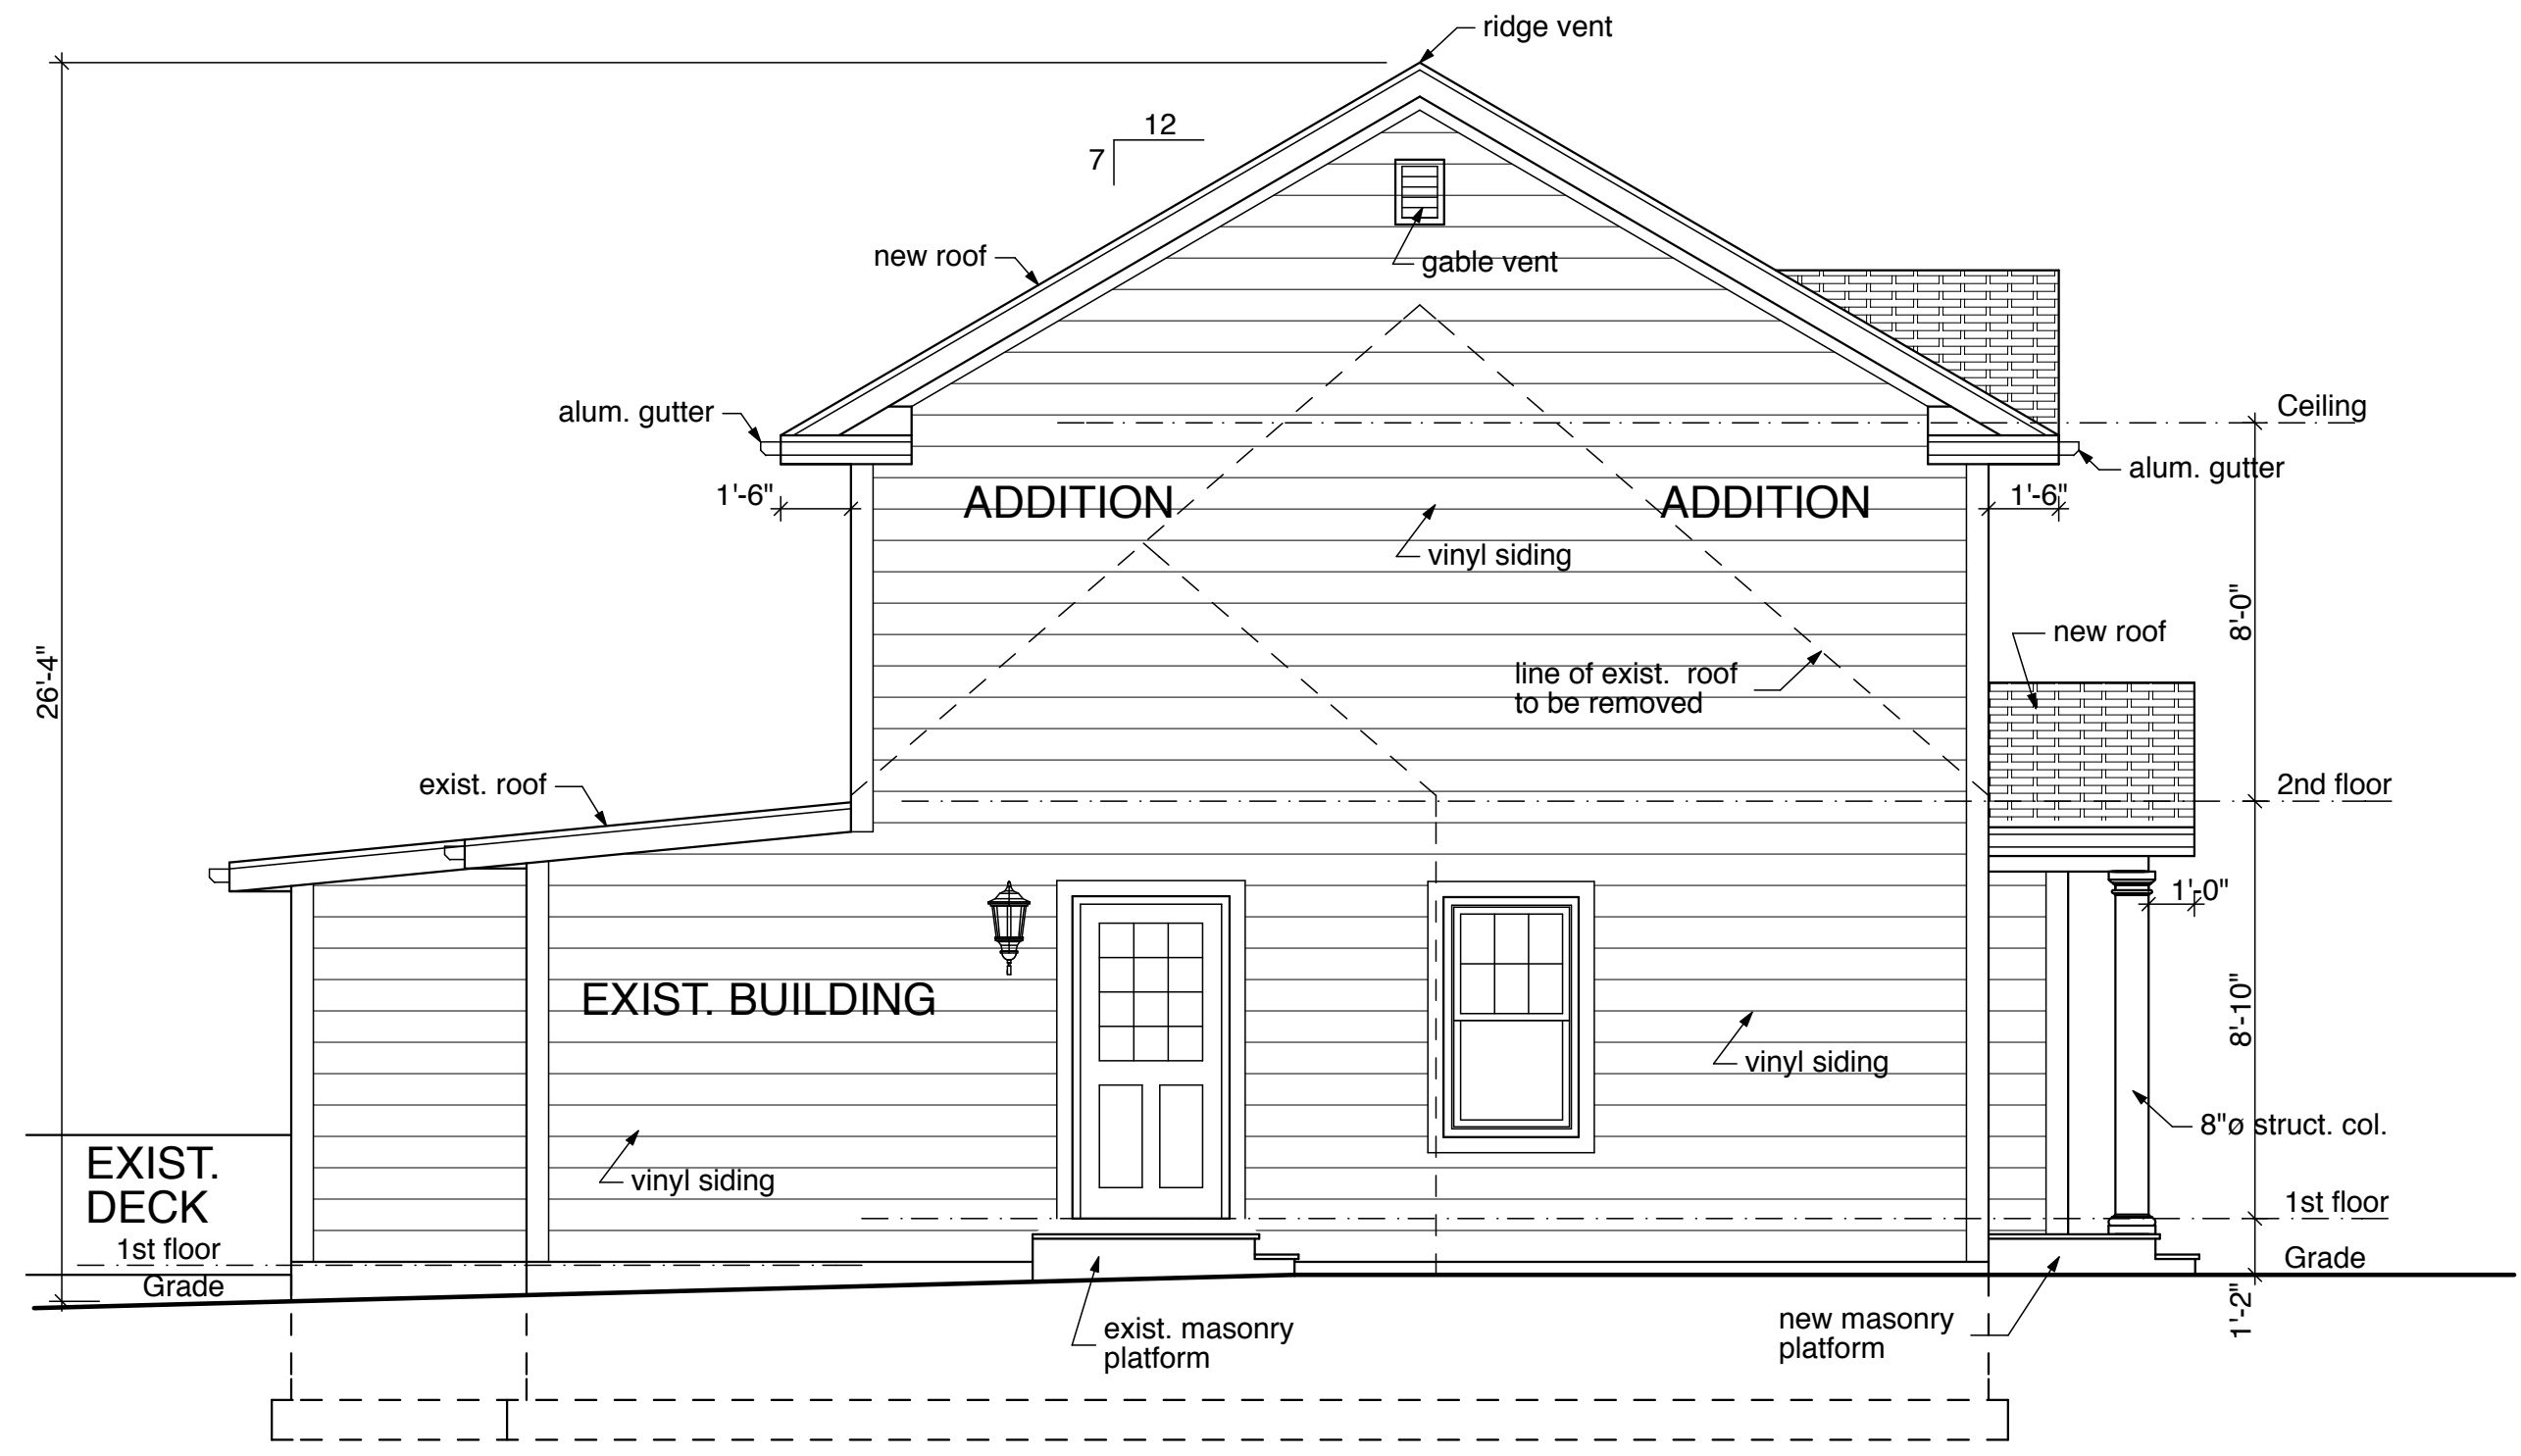 ridge vent
12
7
new roof
gable vent
alum. gutter
Ceiling
alum. gutter
1'-6"
ADDITION
ADDITION
1'-6"
vinyl siding
8'-0"
new roof
line of exist. roof
to be removed
26'-4"
exist. roof
2nd floor
1'-0"
EXIST. BUILDING
8'-10"
vinyl siding
8"ø struct. col.
EXIST.
DECK
vinyl siding
1st floor
1st floor
Grade
Grade
1'-2"
exist. masonry
platform
new masonry
platform